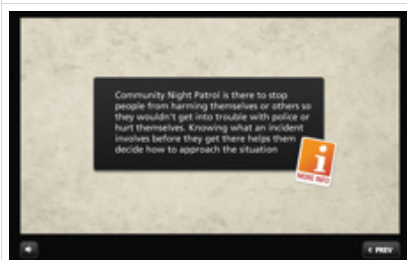 Community Night Patrol is there to stop
people from harming themselves or others so
they wouldn't get into trouble with police or
hurt themselves. Knowing what an incident
involves before they get there helps them
decide how to approach the situation
i
MORE INFO
< PREV